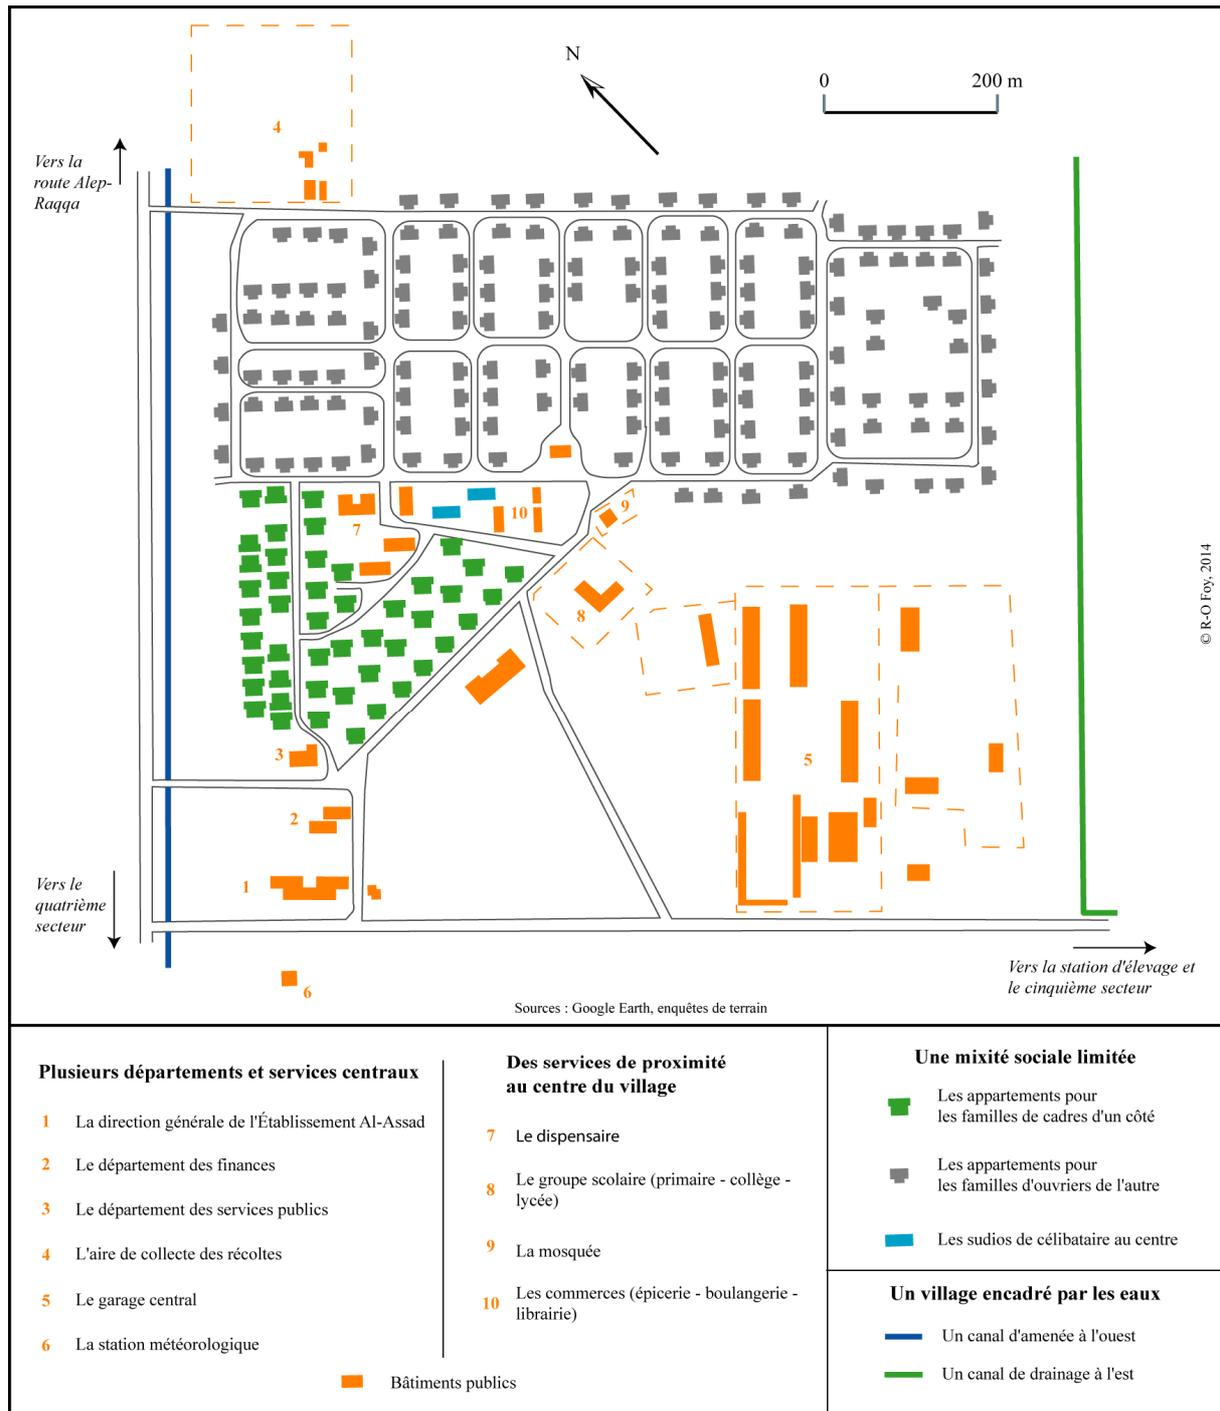 N
0
200 m
4
Vers la
route Alep-
Raqqa
7
10
9
8
3
5
2
1
Vers le
quatrième
secteur
6
Vers la station d'élevage et
le cinquième secteur
Sources : Google Earth, enquêtes de terrain
© R-O Foy, 2014
Plusieurs départements et services centraux
1 La direction générale de l'Établissement Al-Assad
2 Le département des finances
3 Le département des services publics
4 L'aire de collecte des récoltes
5 Le garage central
6 La station météorologique
Des services de proximité
au centre du village
7 Le dispensaire
8 Le groupe scolaire (primaire - collège -
lycée)
9 La mosquée
10 Les commerces (épicerie - boulangerie -
librairie)
Bâtiments publics
Une mixité sociale limitée
Les appartements pour
les familles de cadres d'un côté
Les appartements pour
les familles d'ouvriers de l'autre
Les sudios de célibataire au centre
Un village encadré par les eaux
Un canal d'amenée à l'ouest
Un canal de drainage à l'est